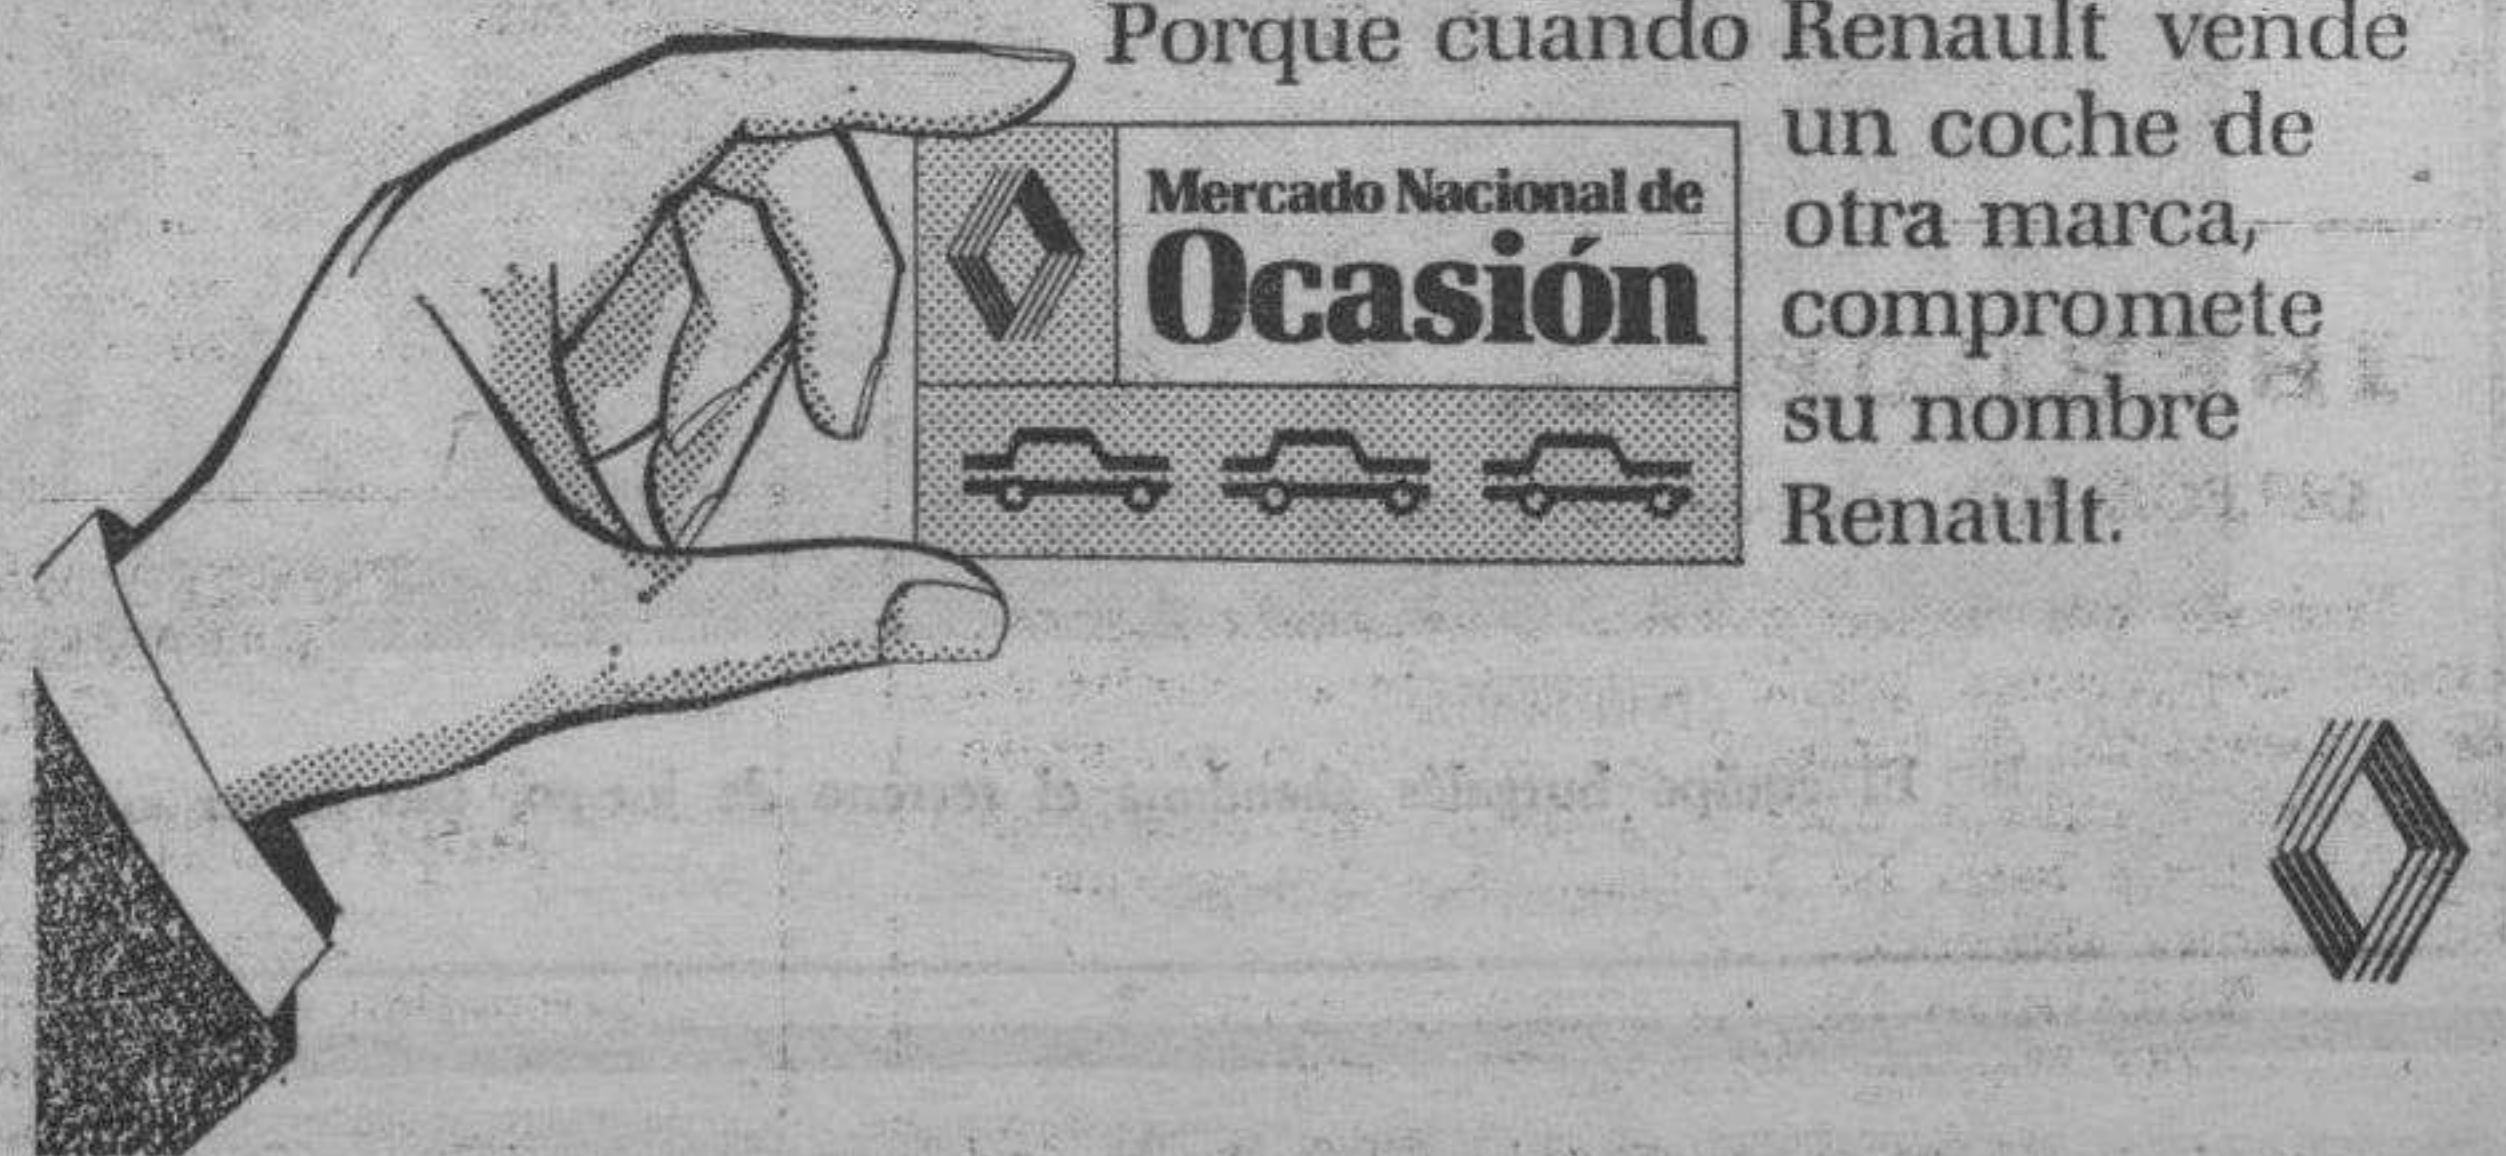 Porque cuando Renault vende
un coche de
otra marca,
compromete
su nombre
Renault.
Mercado Nacional de
Ocasión